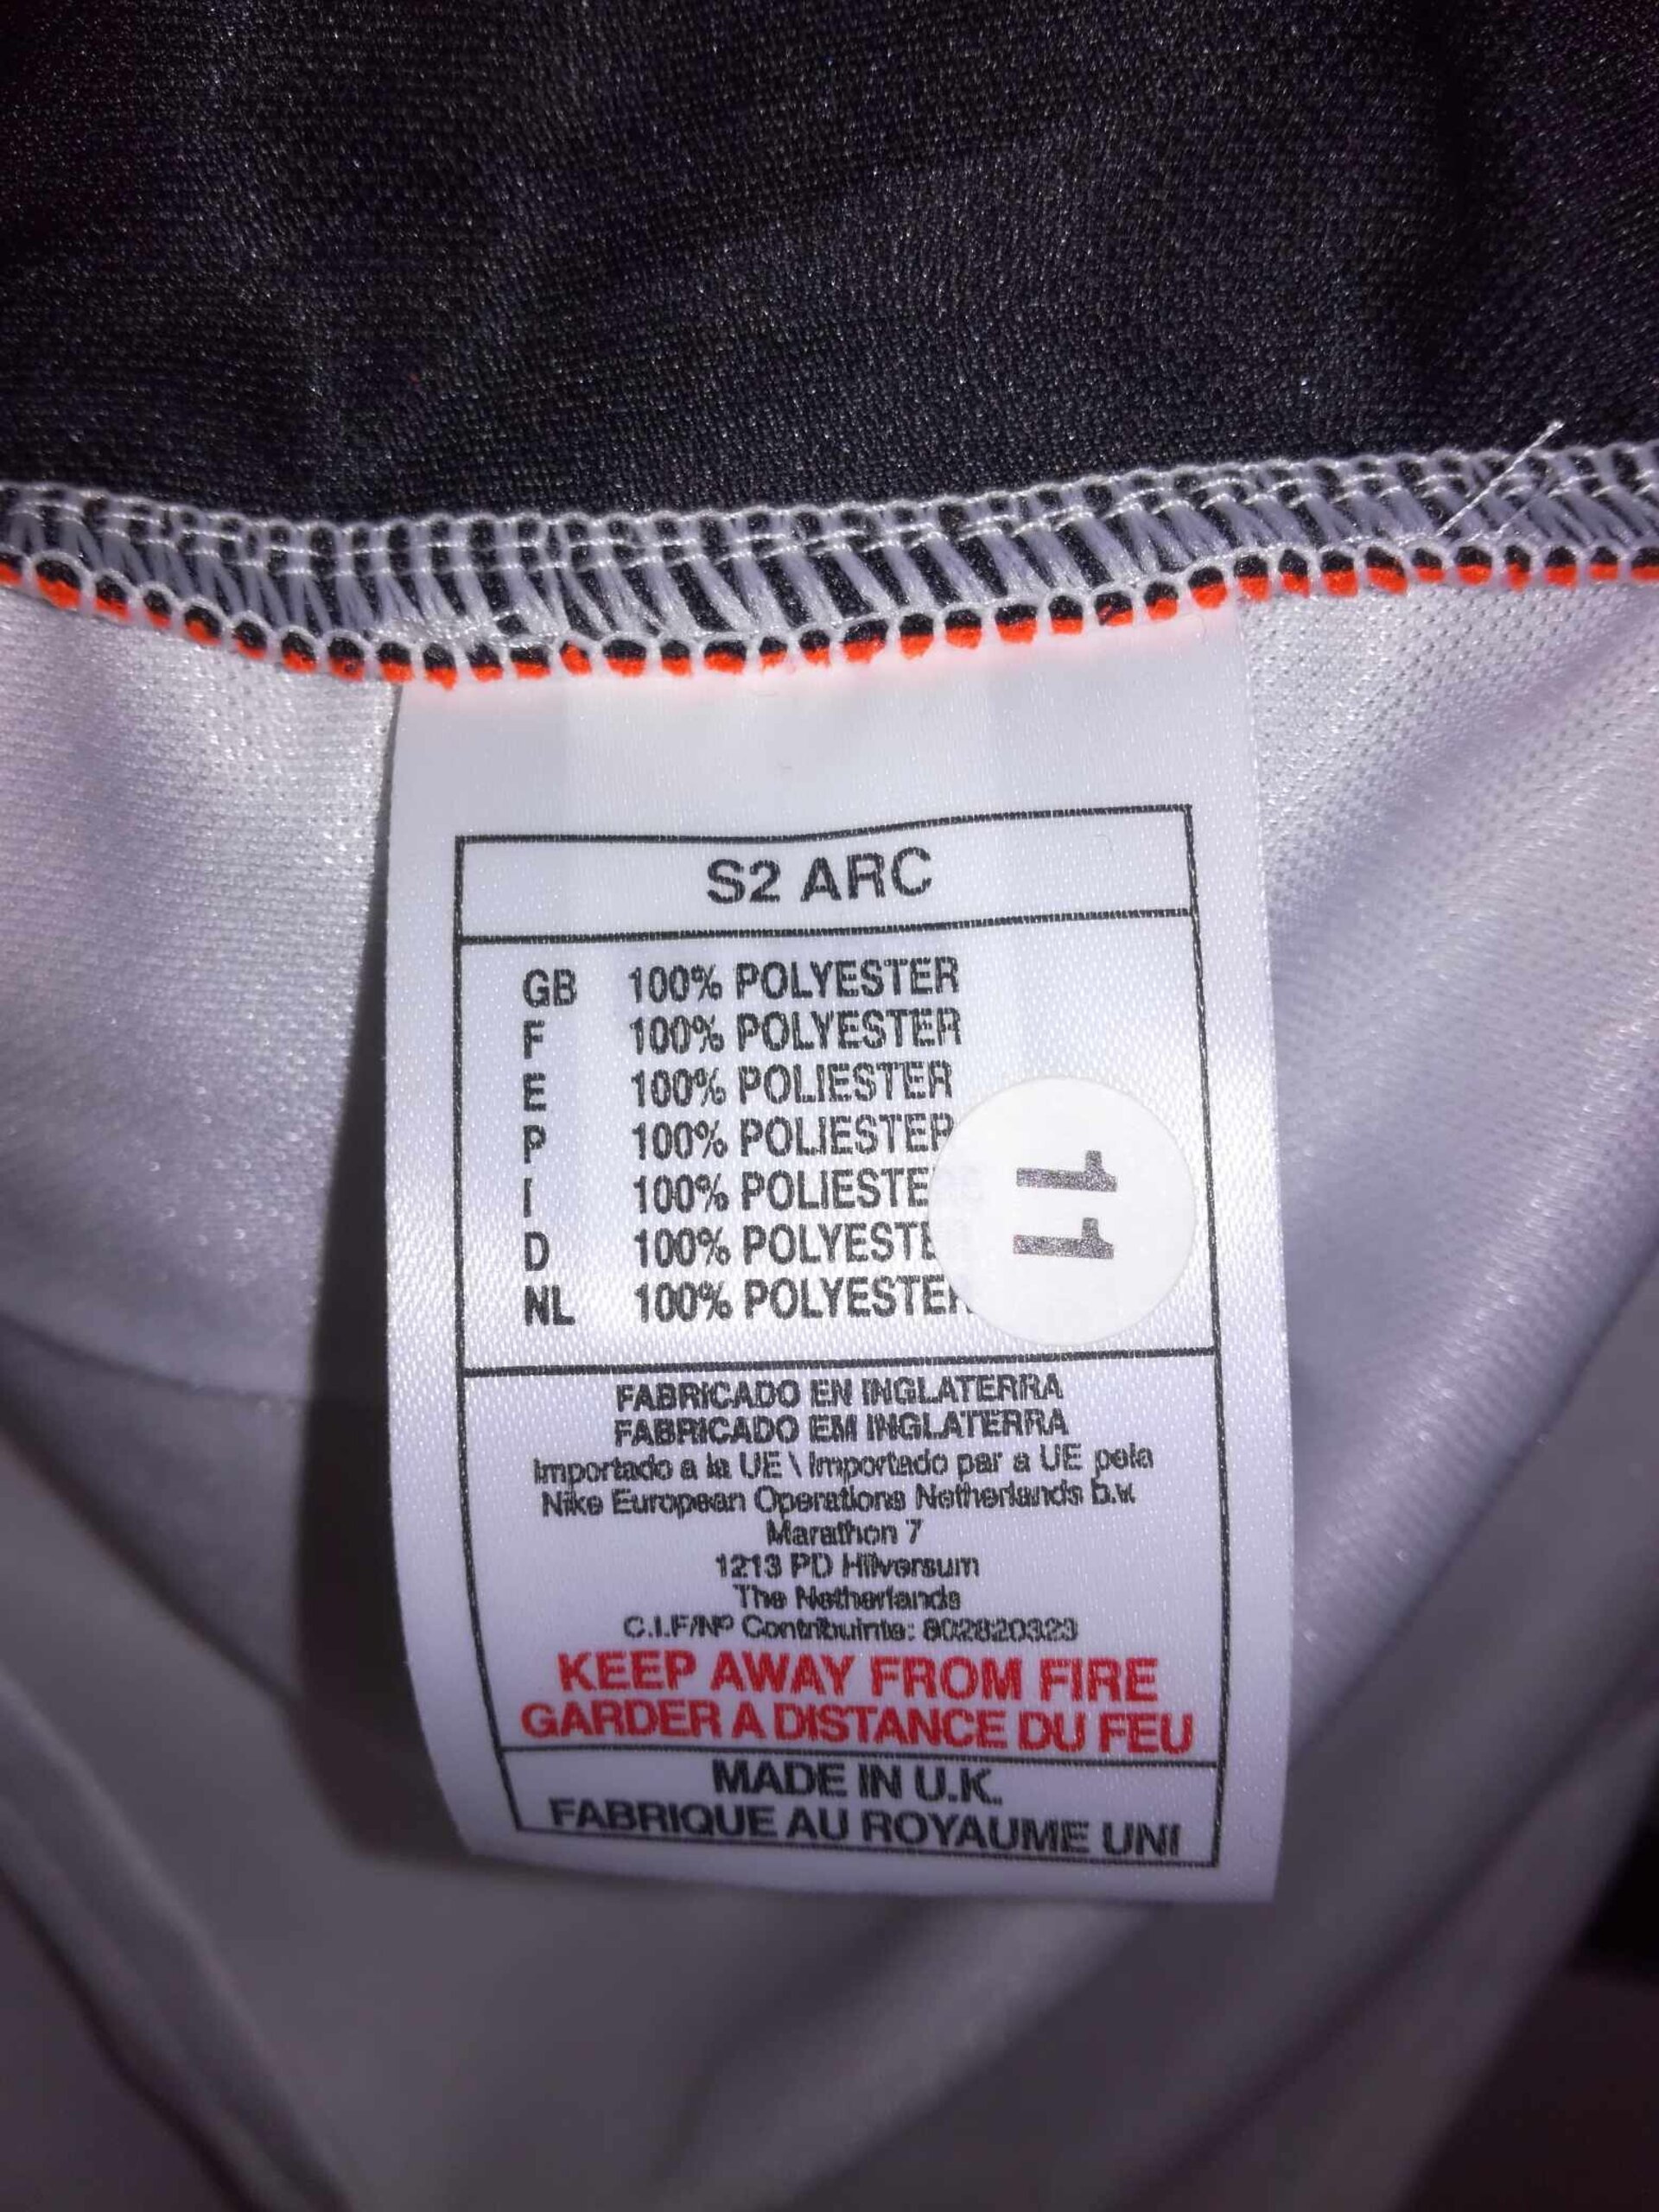 S2 ARC
GB 100% POLYESTER
F 100% POLYESTER
E 100% POLIESTER
P 100% POLIESTER
I 100% POLIESTE
D 100% POLYESTE
NL 100% POLYESTER
11
FABRICADO EN INGLATERRA
FABRICADO EM INGLATERRA
Importado a la UE \ Importado par a UE pela
Nike European Operations Netherlands b.v.
Marathon 7
1213 PD Hilversum
The Netherlands
C.I.F/Nº Contribuinte: 802820323
KEEP AWAY FROM FIRE
GARDER A DISTANCE DU FEU
MADE IN U.K.
FABRIQUE AU ROYAUME UNI